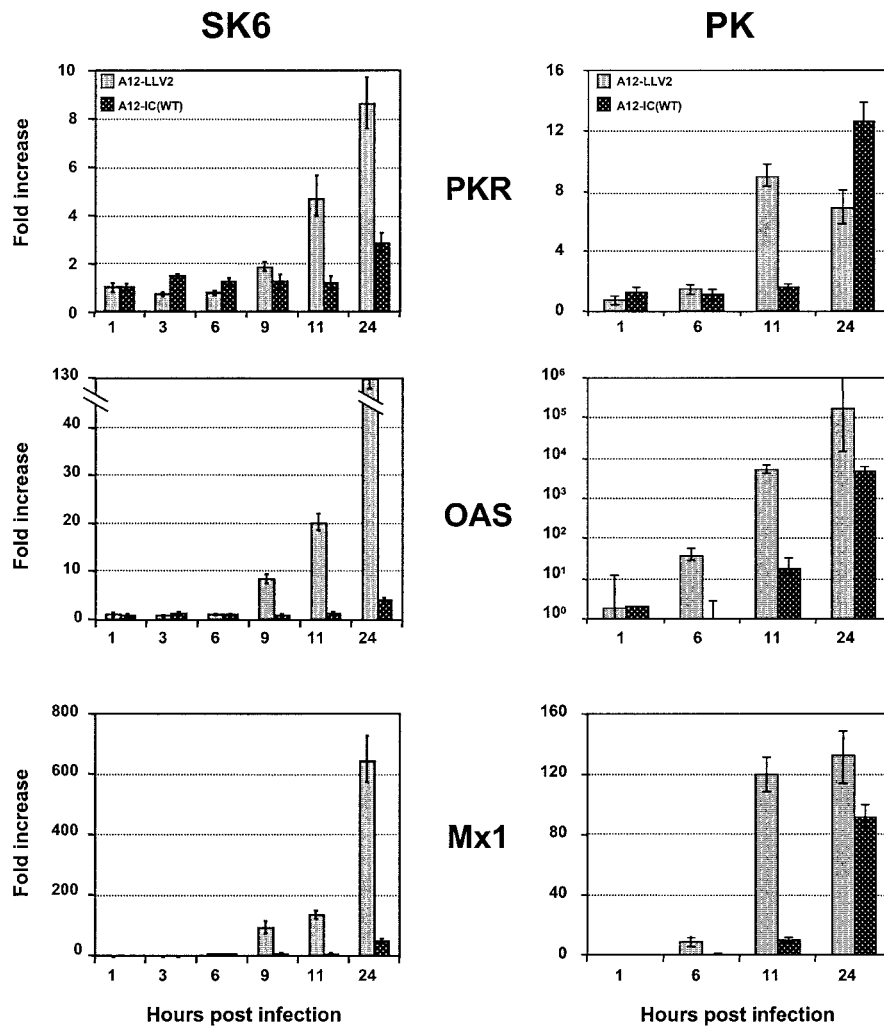 SK6
PK
Fold increase
10
8
6
4
2
0
A12-LLV2
A12-IC(WT)
1 3 6 9 11 24
PKR
16
12
8
4
0
A12-LLV2
A12-IC(WT)
1 6 11 24
Fold increase
130
40
30
20
10
0
1 3 6 9 11 24
OAS
10⁶
10⁵
10⁴
10³
10²
10¹
10⁰
1 6 11 24
Fold increase
800
600
400
200
0
1 3 6 9 11 24
Hours post infection
Mx1
160
120
80
40
0
1 6 11 24
Hours post infection